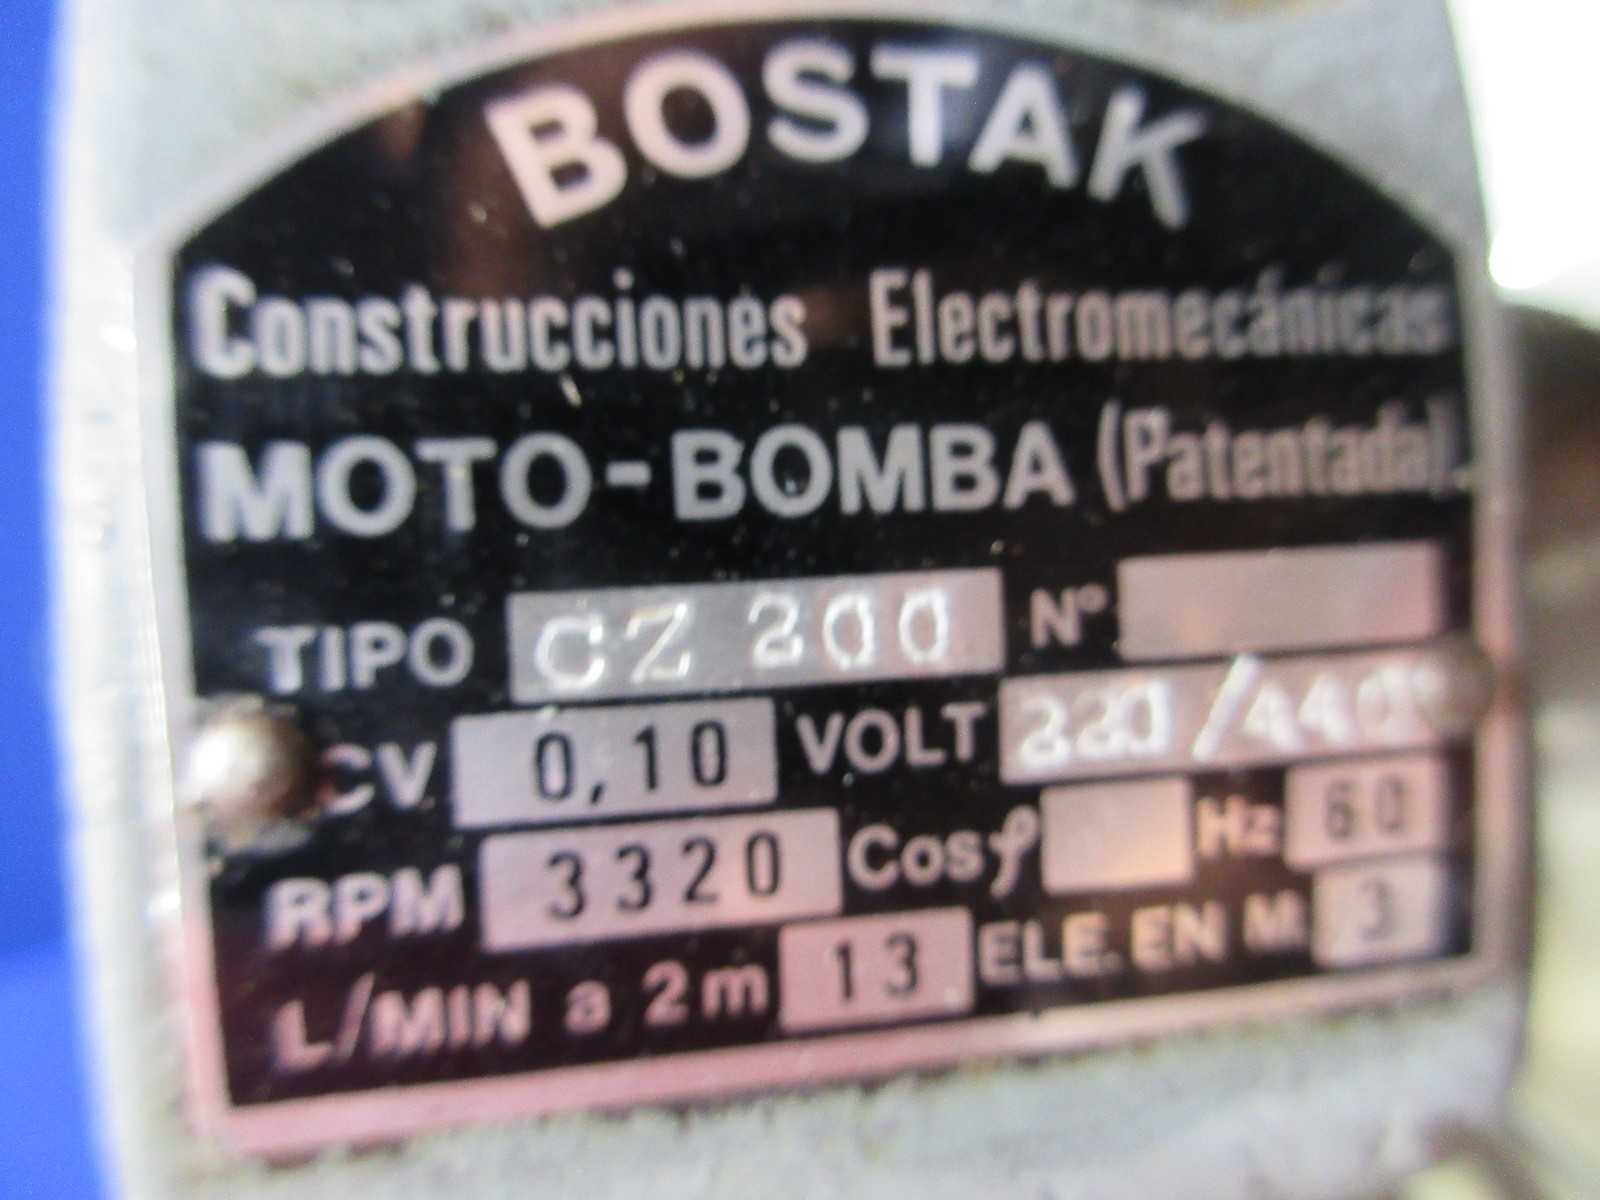 BOSTAK
Construcciones Electromecánicas
MOTO-BOMBA (Patentada)
TIPO CZ 200 Nº
CV 0,10 VOLT 220/440
RPM 3320 Cos φ Hz 60
L/MIN a 2m 13 ELE. EN M. 3